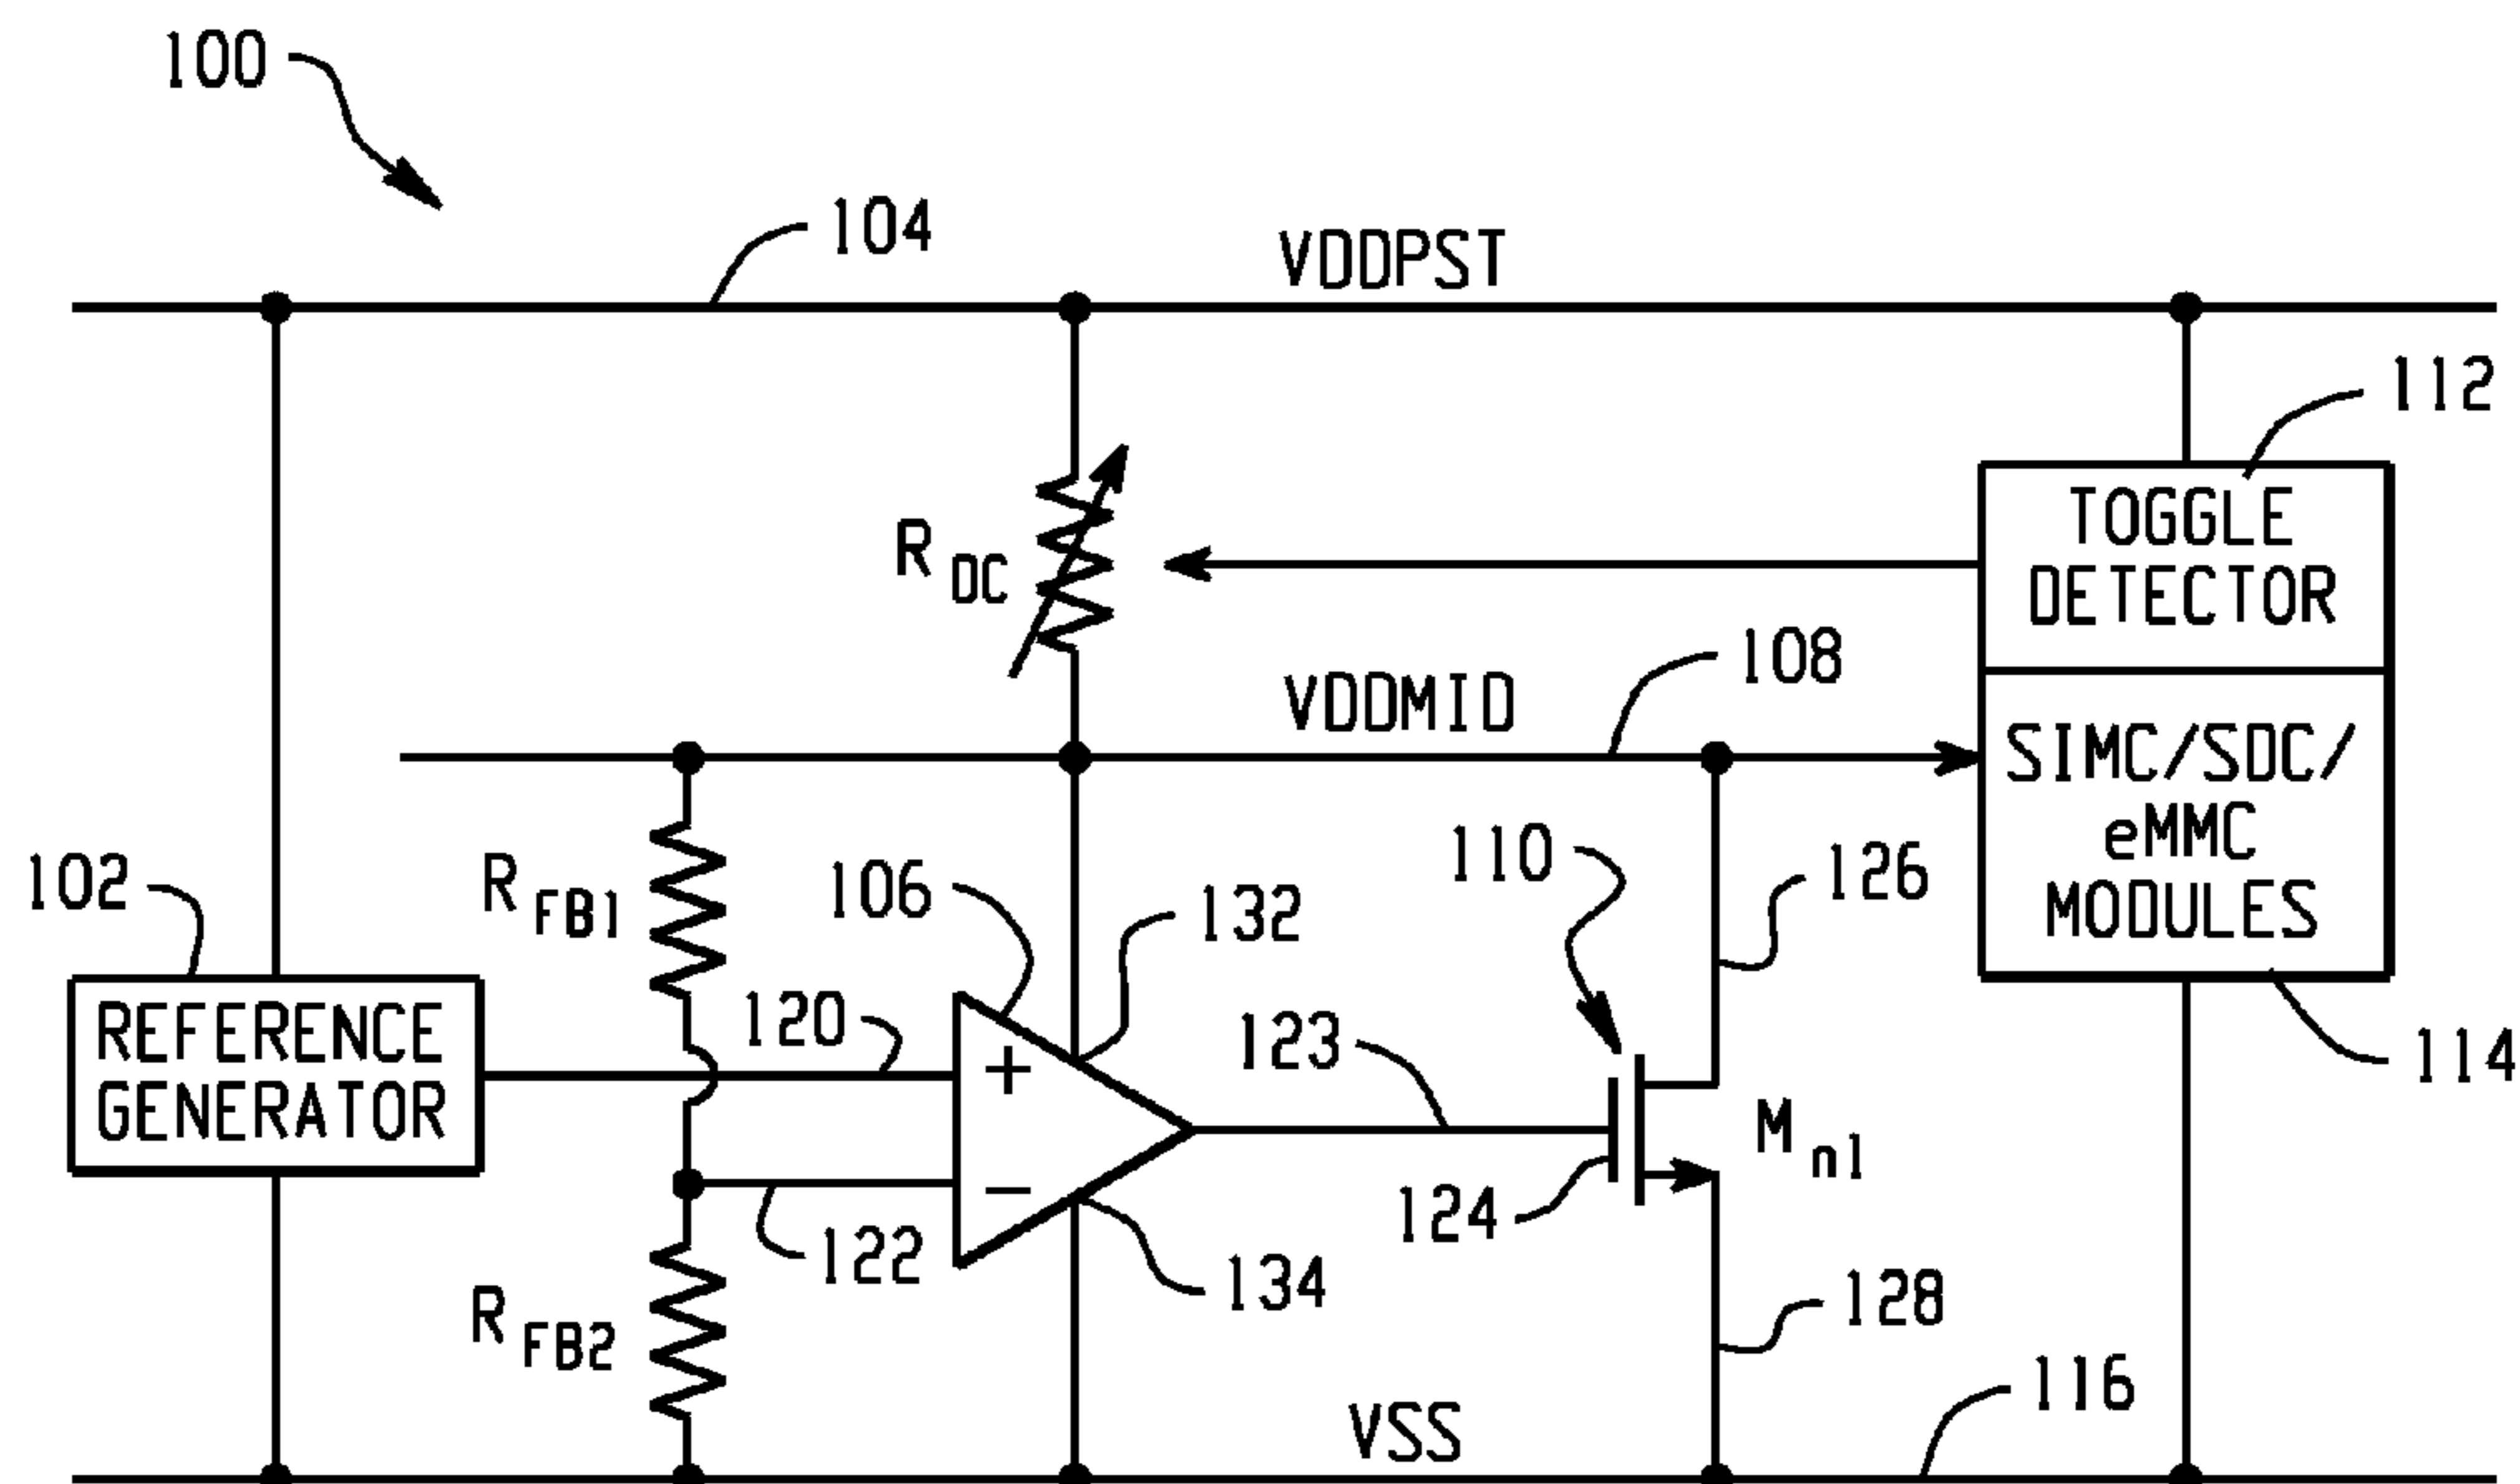 100
104
VDDPST
112
TOGGLE
DETECTOR
R DC
108
VDDMID
SIMC/SDC/
eMMC
MODULES
110
126
102
R FB1
106
132
REFERENCE
GENERATOR
120
+
123
114
M n1
−
124
122
134
128
R FB2
116
VSS